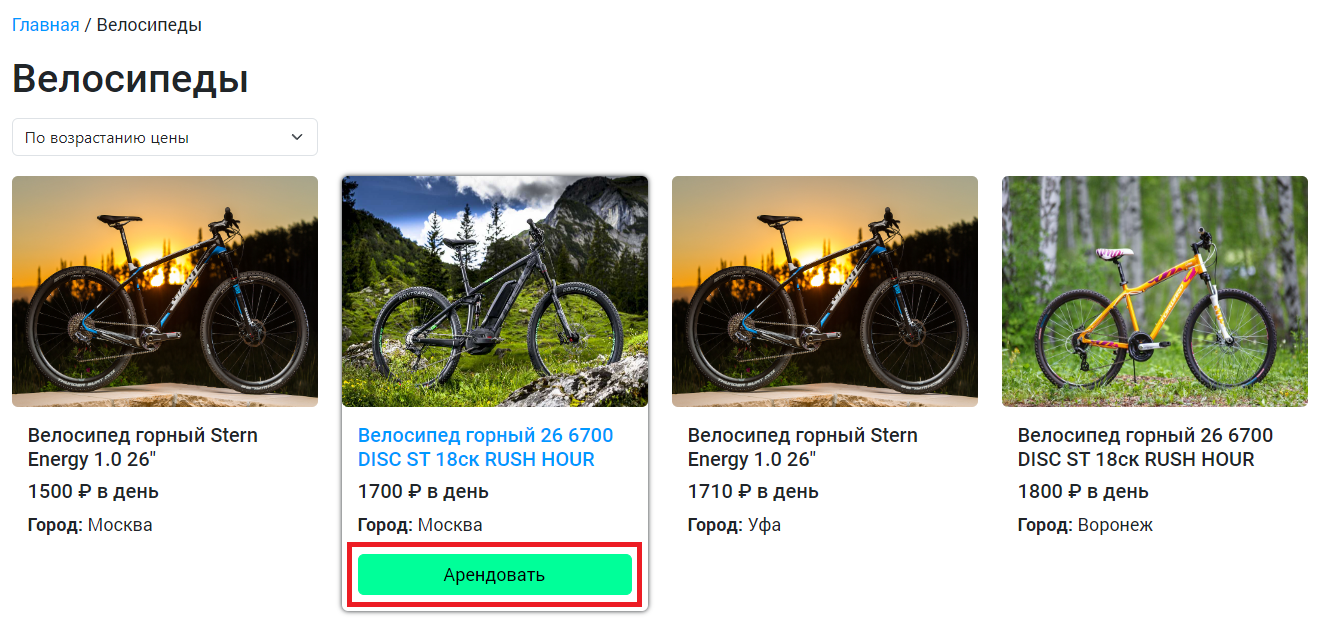 Главная / Велосипеды
Велосипеды
По возрастанию цены
GIANT
GIANT
Велосипед горный Stern
Energy 1.0 26"
1500 ₽ в день
Город: Москва
Велосипед горный 26 6700
DISC ST 18ск RUSH HOUR
1700 ₽ в день
Город: Москва
Арендовать
Велосипед горный Stern
Energy 1.0 26"
1710 ₽ в день
Город: Уфа
Велосипед горный 26 6700
DISC ST 18ск RUSH HOUR
1800 ₽ в день
Город: Воронеж